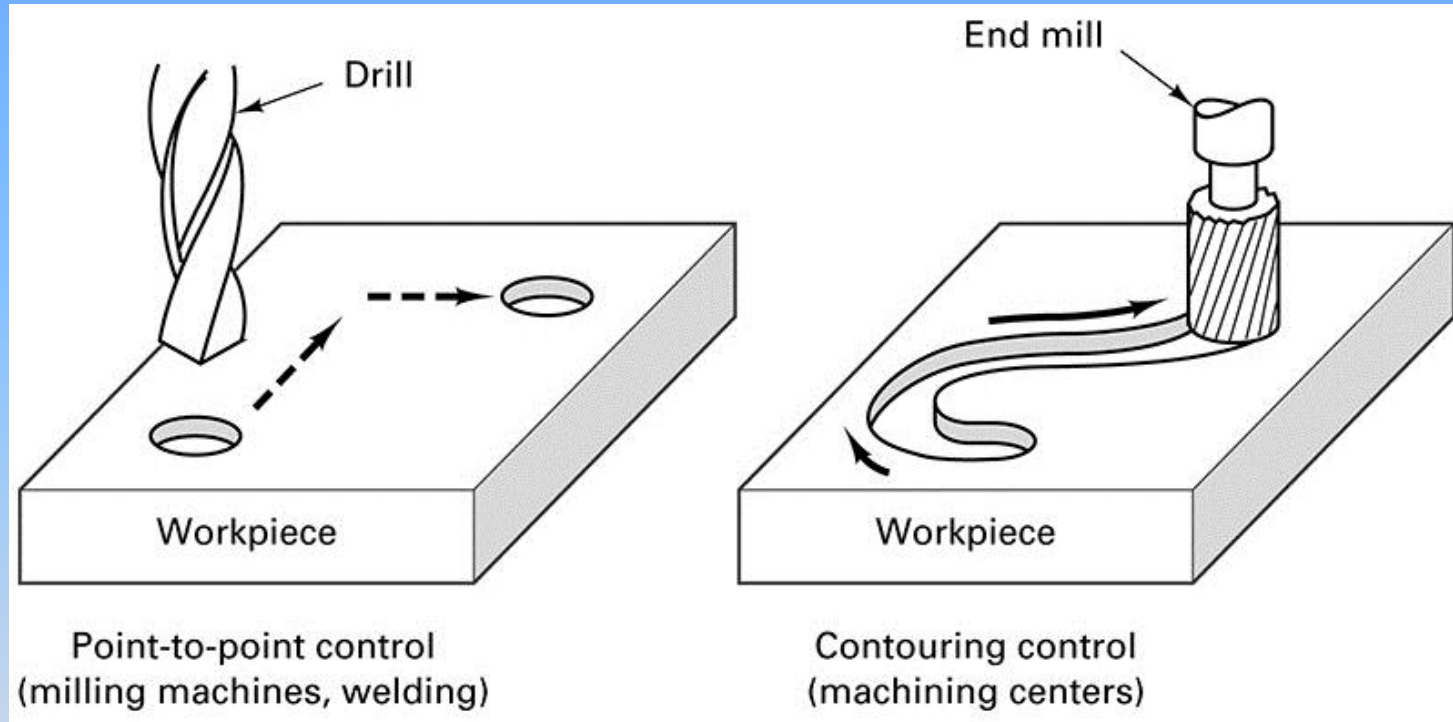 Drill
End mill
Workpiece
Workpiece
Point-to-point control
(milling machines, welding)
Contouring control
(machining centers)